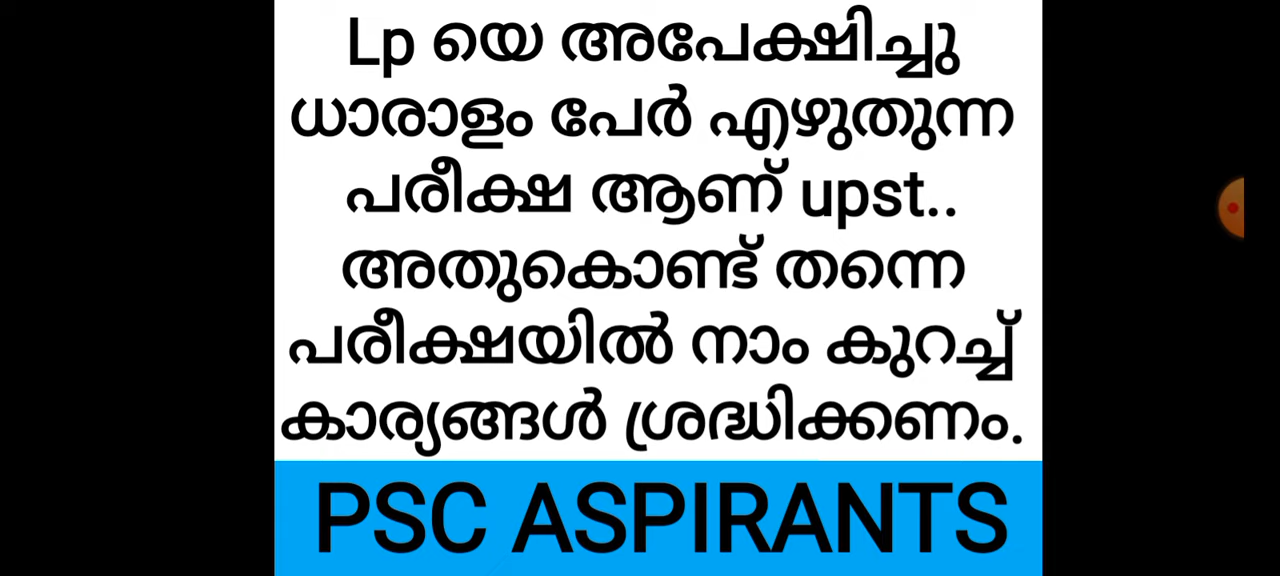 Lp യെ അപേക്ഷിച്ചു
ധാരാളം പേർ എഴുതുന്ന
പരീക്ഷ ആണ് upst..
അതുകൊണ്ട് തന്നെ
പരീക്ഷയിൽ നാം കുറച്ച്
കാര്യങ്ങൾ ശ്രദ്ധിക്കണം.
PSC ASPIRANTS